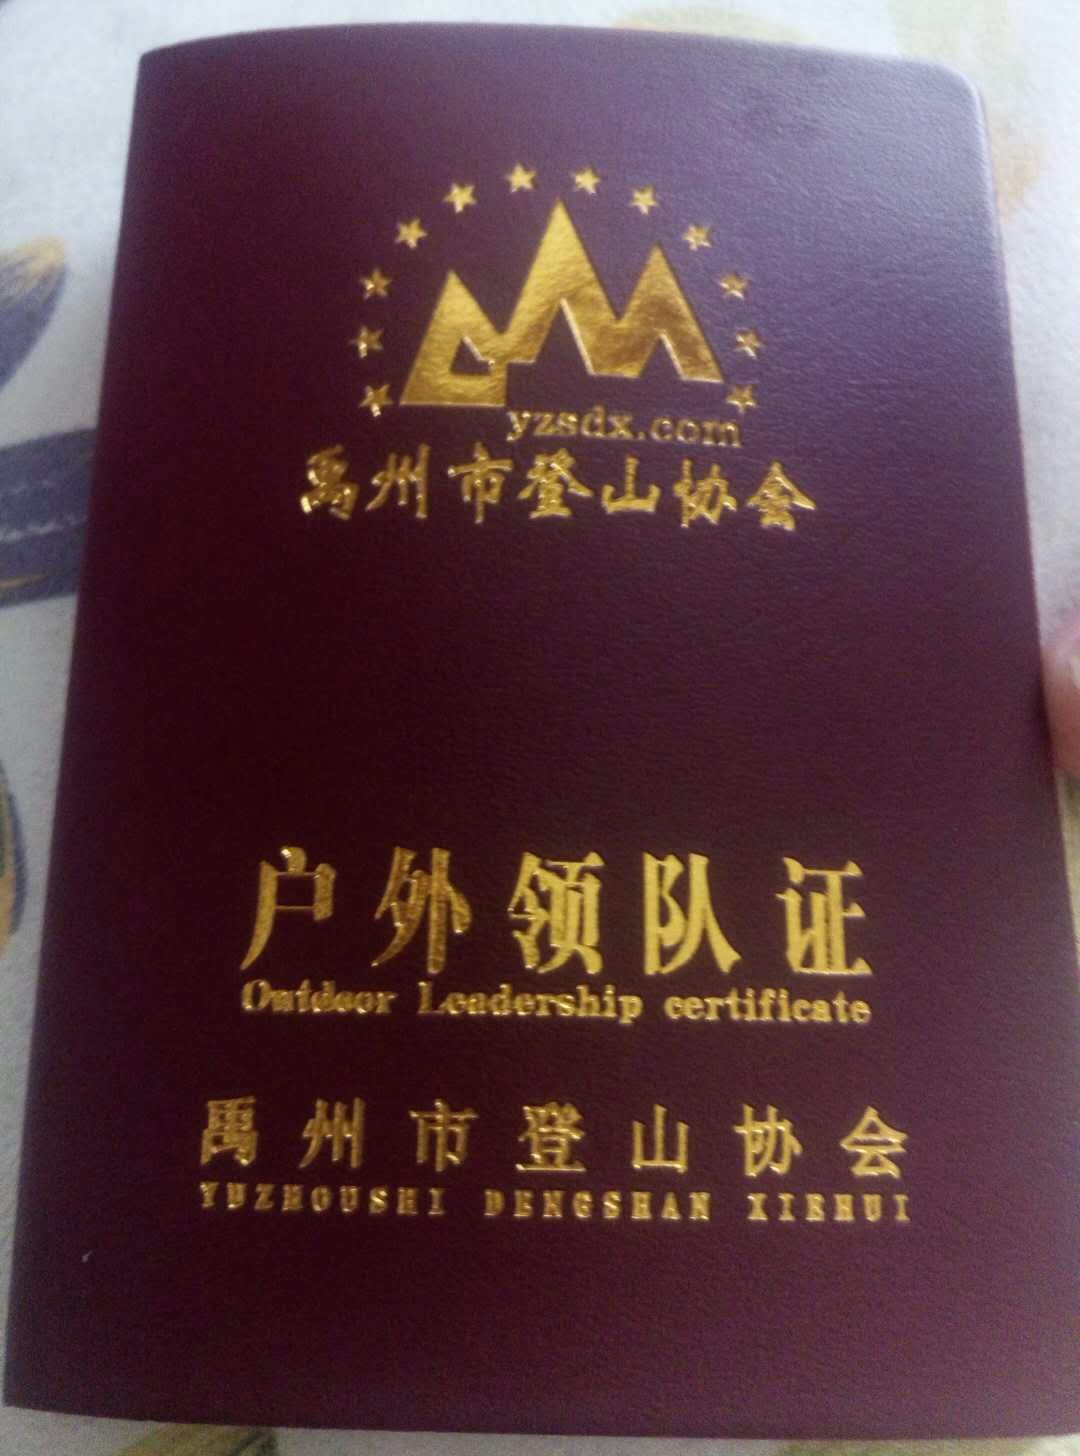 yzsdx.com
禹州市登山协会
户外领队证
Outdoor Leadership certificate
禹州市登山协会
YUZHOUSHI DENGSHAN XIEHUI